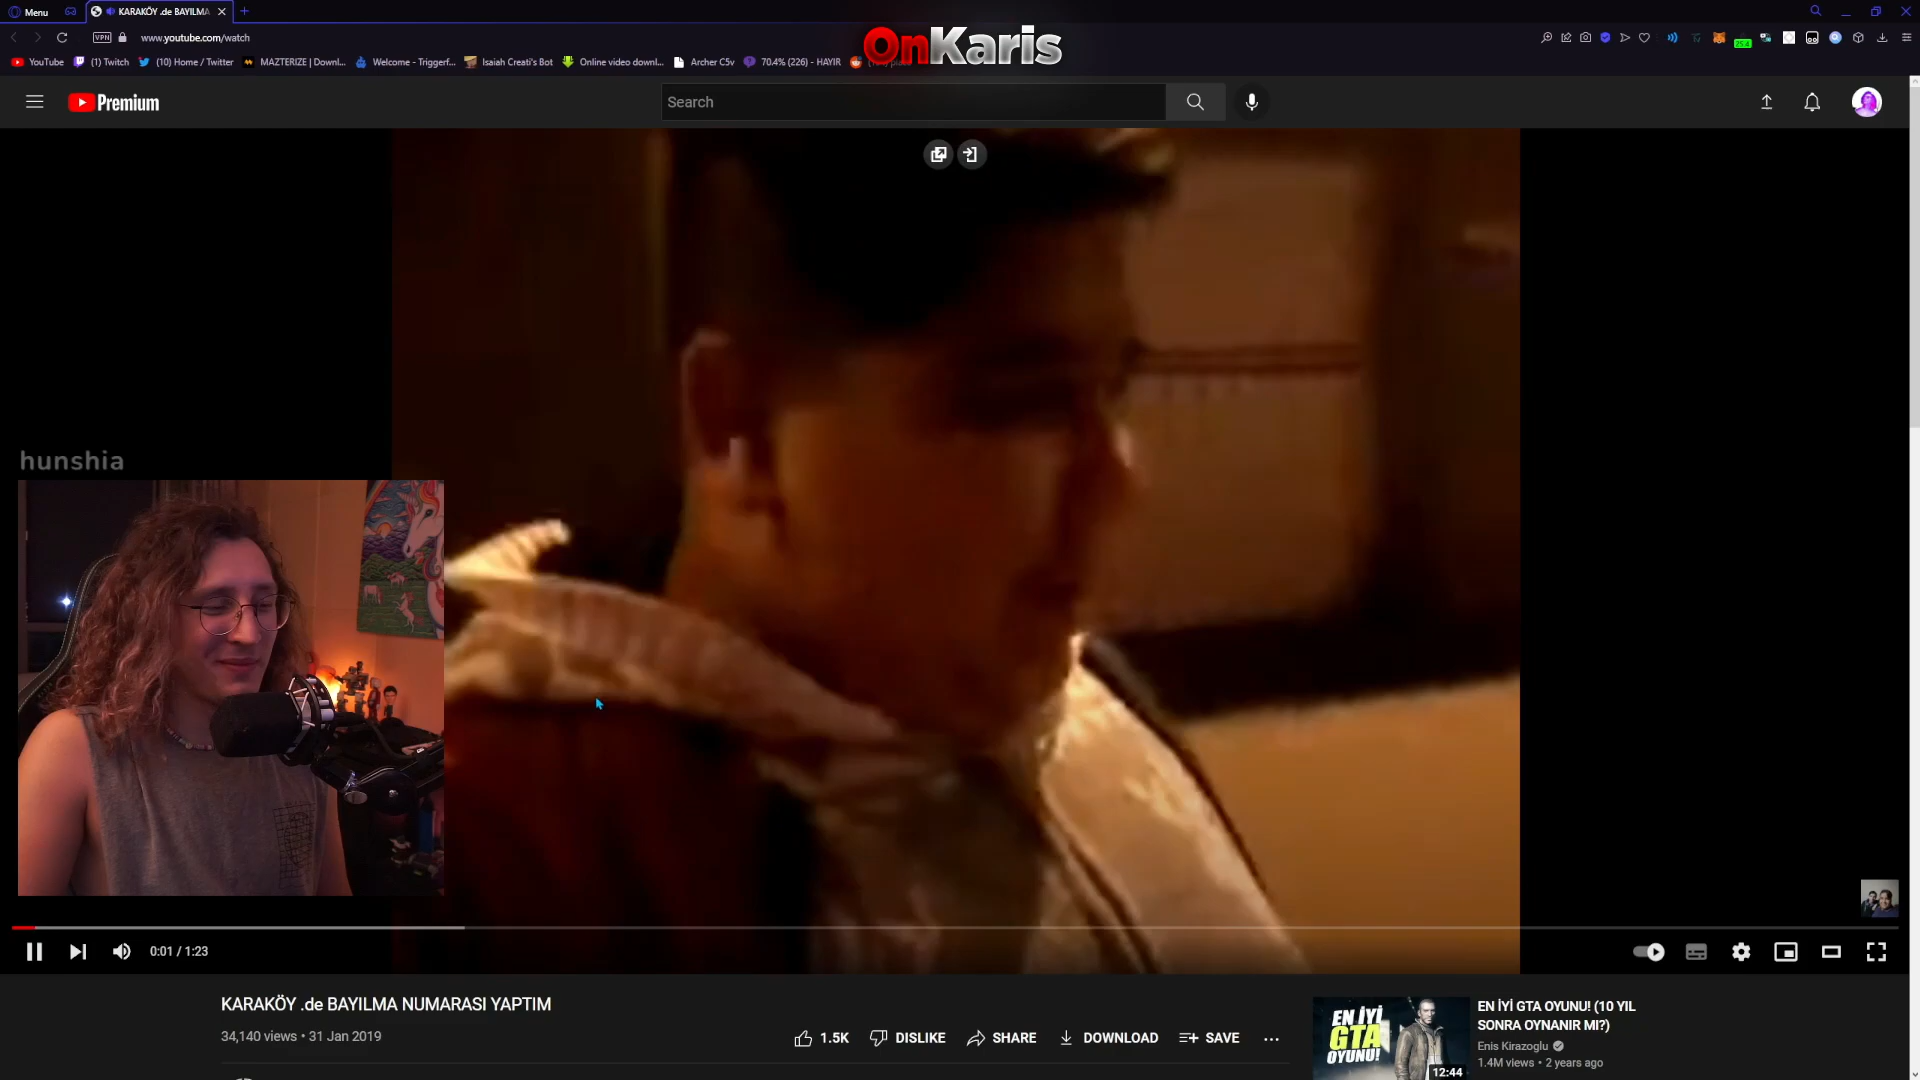 Menu
KARAKÖY .de BAYILMA
VPN
www.youtube.com/watch
OnKaris
YouTube
(1) Twitch
(10) Home / Twitter
MAZTERIZE | Downl...
Welcome - Triggerf...
Isaiah Creati's Bot
Online video downl...
Archer C5v
70.4% (226) - HAYIR
25.4
Premium
Search
hunshia
0:01 / 1:23
KARAKÖY .de BAYILMA NUMARASI YAPTIM
34,140 views • 31 Jan 2019
1.5K
DISLIKE
SHARE
DOWNLOAD
SAVE
EN İYİ
GTA
OYUNU!
12:44
EN İYİ GTA OYUNU! (10 YIL
SONRA OYNANIR MI?)
Enis Kirazoglu
1.4M views • 2 years ago